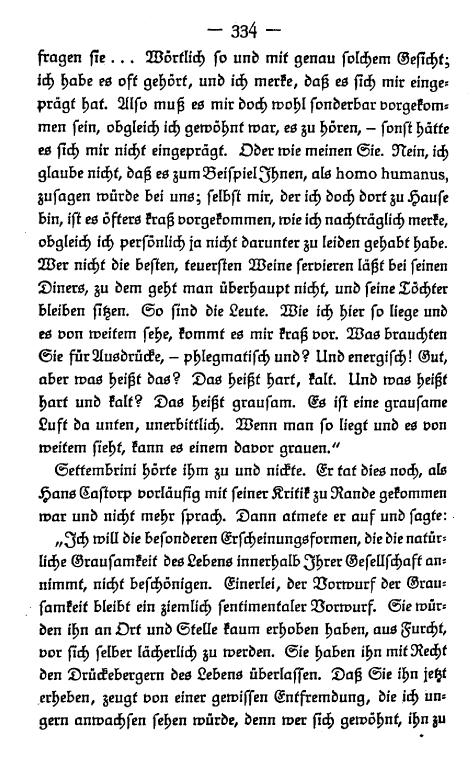 — 334 —
fragen sie ... Wörtlich so und mit genau solchem Gesicht;
ich habe es oft gehört, und ich merke, daß es sich mir einge-
prägt hat. Also muß es mir doch wohl sonderbar vorgekom-
men sein, obgleich ich gewöhnt war, es zu hören, – sonst hätte
es sich mir nicht eingeprägt. Oder wie meinen Sie. Nein, ich
glaube nicht, daß es zum Beispiel Ihnen, als homo humanus,
zusagen würde bei uns; selbst mir, der ich doch dort zu Hause
bin, ist es öfters kraß vorgekommen, wie ich nachträglich merke,
obgleich ich persönlich ja nicht darunter zu leiden gehabt habe.
Wer nicht die besten, teuersten Weine servieren läßt bei seinen
Diners, zu dem geht man überhaupt nicht, und seine Töchter
bleiben sitzen. So sind die Leute. Wie ich hier so liege und
es von weitem sehe, kommt es mir kraß vor. Was brauchten
Sie für Ausdrücke, – phlegmatisch und? Und energisch! Gut,
aber was heißt das? Das heißt hart, kalt. Und was heißt
hart und kalt? Das heißt grausam. Es ist eine grausame
Luft da unten, unerbittlich. Wenn man so liegt und es von
weitem sieht, kann es einem davor grauen.“
Settembrini hörte ihm zu und nickte. Er tat dies noch, als
Hans Castorp vorläufig mit seiner Kritik zu Rande gekommen
war und nicht mehr sprach. Dann atmete er auf und sagte:
„Ich will die besonderen Erscheinungsformen, die die natür-
liche Grausamkeit des Lebens innerhalb Ihrer Gesellschaft an-
nimmt, nicht beschönigen. Einerlei, der Vorwurf der Grau-
samkeit bleibt ein ziemlich sentimentaler Vorwurf. Sie wür-
den ihn an Ort und Stelle kaum erhoben haben, aus Furcht,
vor sich selber lächerlich zu werden. Sie haben ihn mit Recht
den Drückebergern des Lebens überlassen. Daß Sie ihn jetzt
erheben, zeugt von einer gewissen Entfremdung, die ich un-
gern anwachsen sehen würde, denn wer sich gewöhnt, ihn zu